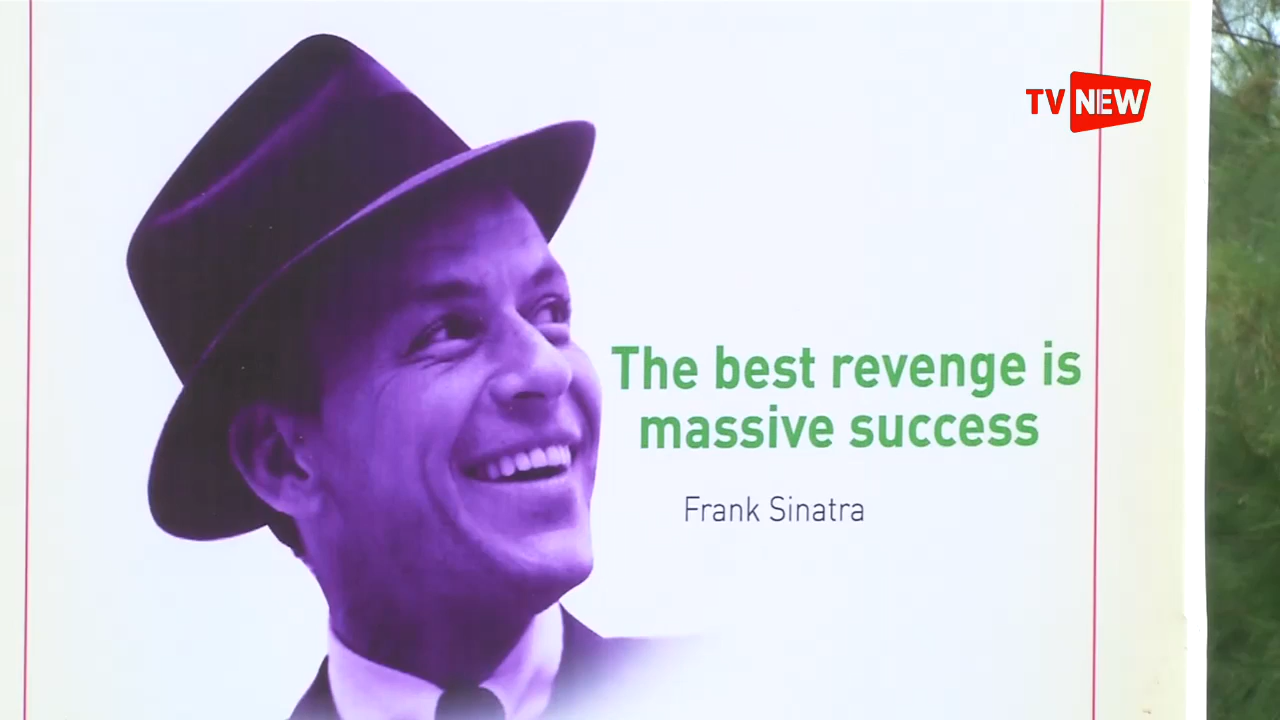 TV NEW
The best revenge is
massive success
Frank Sinatra